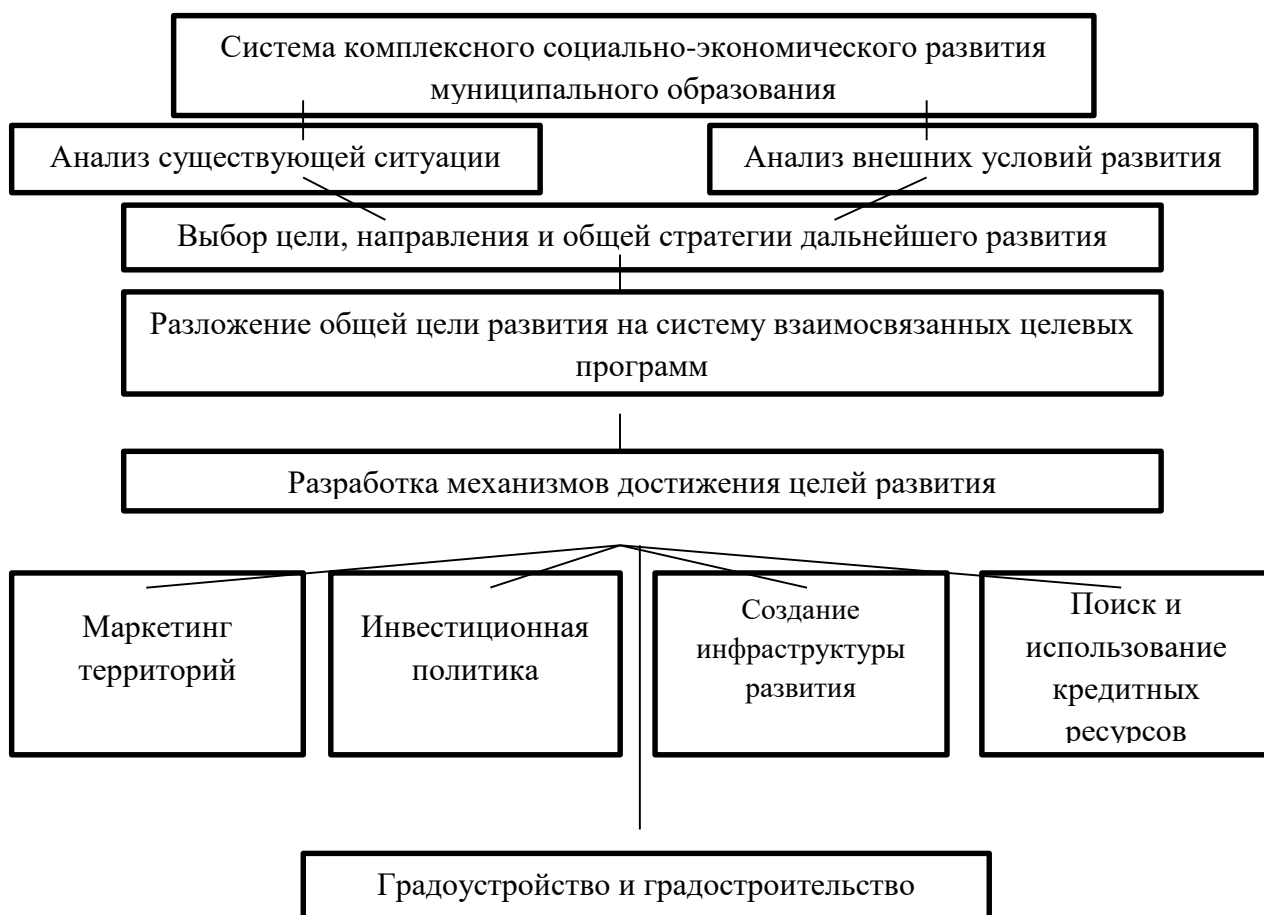 Система комплексного социально-экономического развития
муниципального образования
Анализ существующей ситуации
Анализ внешних условий развития
Выбор цели, направления и общей стратегии дальнейшего развития
Разложение общей цели развития на систему взаимосвязанных целевых
программ
Разработка механизмов достижения целей развития
Маркетинг
территорий
Инвестиционная
политика
Создание
инфраструктуры
развития
Поиск и
использование
кредитных
ресурсов
Градоустройство и градостроительство